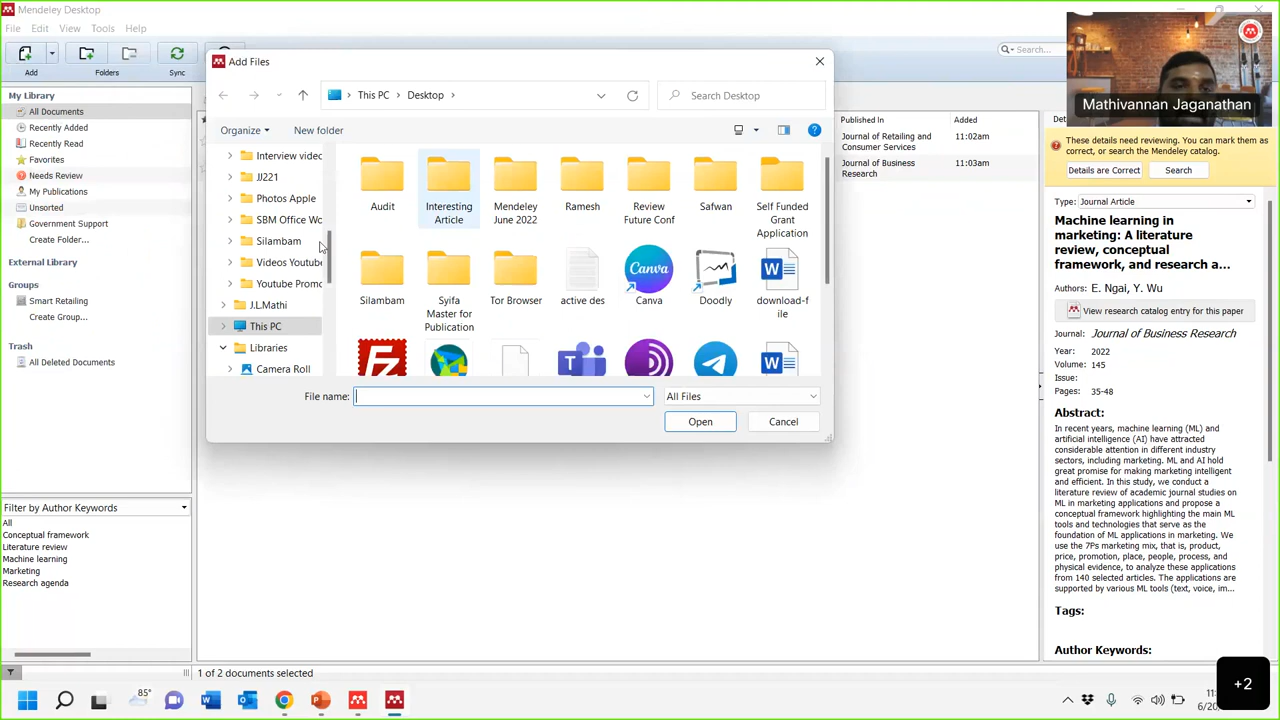 Mendeley Desktop
File Edit View Tools Help
Add
Folders
Sync
Search...
My Library
All Documents
Recently Added
Recently Read
Favorites
Needs Review
My Publications
Unsorted
Government Support
Create Folder...
External Library
Groups
Smart Retailing
Create Group...
Trash
All Deleted Documents
Filter by Author Keywords
All
Conceptual framework
Literature review
Machine learning
Marketing
Research agenda
Add Files
This PC
Desktop
Search Desktop
Organize
New folder
Interview videc
JJ221
Photos Apple
SBM Office Wc
Silambam
Videos Youtube
Youtube Promc
J.L.Mathi
This PC
Libraries
Camera Roll
Audit
Interesting
Article
Mendeley
June 2022
Ramesh
Review
Future Conf
Safwan
Self Funded
Grant
Application
Silambam
Syifa
Master for
Publication
Tor Browser
active des
Canva
Canva
Doodly
download-f
ile
File name:
All Files
Open
Cancel
Published In
Added
Journal of Retailing and
Consumer Services
11:02am
Journal of Business
Research
11:03am
Mathivannan Jaganathan
These details need reviewing. You can mark them as
correct, or search the Mendeley catalog.
Details are Correct
Search
Type: Journal Article
Machine learning in
marketing: A literature
review, conceptual
framework, and research a...
Authors: E. Ngai, Y. Wu
View research catalog entry for this paper
Journal: Journal of Business Research
Year: 2022
Volume: 145
Issue:
Pages: 35-48
Abstract:
In recent years, machine learning (ML) and
artificial intelligence (AI) have attracted
considerable attention in different industry
sectors, including marketing. ML and AI hold
great promise for making marketing intelligent
and efficient. In this study, we conduct a
literature review of academic journal studies on
ML in marketing applications and propose a
conceptual framework highlighting the main ML
tools and technologies that serve as the
foundation of ML applications in marketing. We
use the 7Ps marketing mix, that is, product,
price, promotion, place, people, process, and
physical evidence, to analyze these applications
from 140 selected articles. The applications are
supported by various ML tools (text, voice, im...
Tags:
Author Keywords:
1 of 2 documents selected
85°
+2